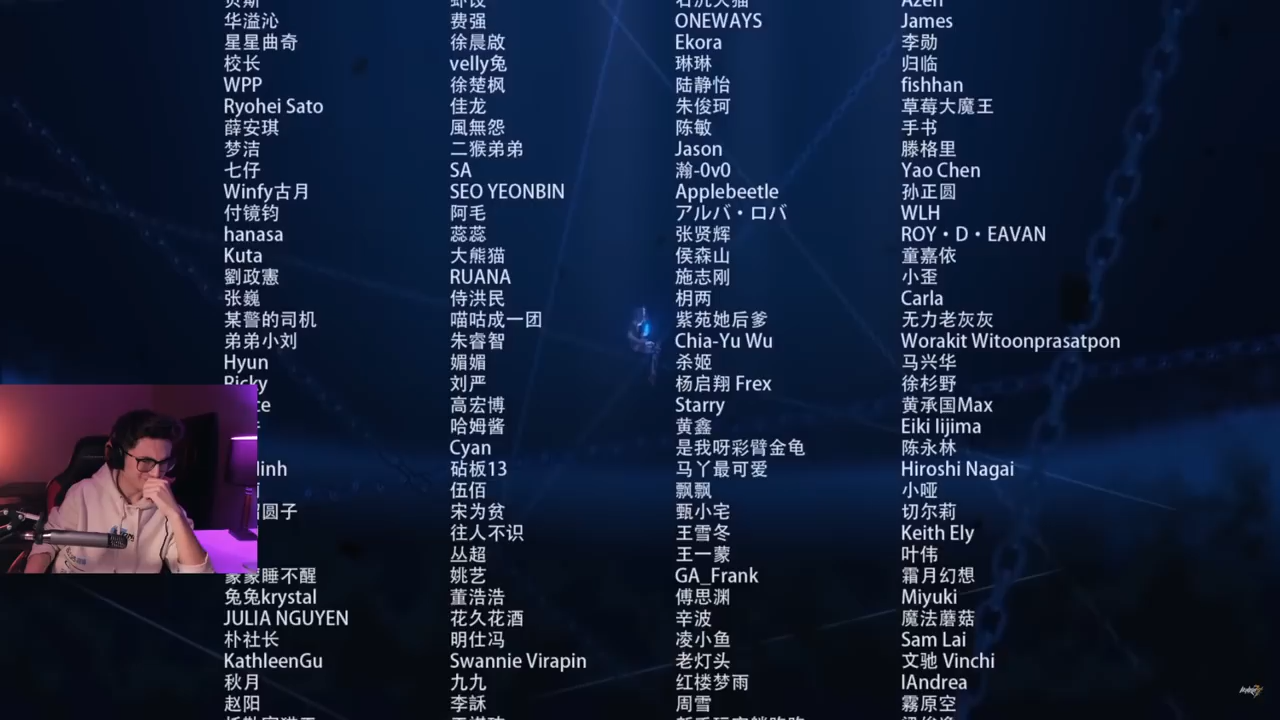 华溢沁
星星曲奇
校长
WPP
Ryohei Sato
薛安琪
梦洁
七仔
Winfy古月
付镜钧
hanasa
Kuta
劉政憲
张巍
某警的司机
弟弟小刘
Hyun
Ricky
圆子
蒙蒙睡不醒
兔兔krystal
JULIA NGUYEN
朴社长
KathleenGu
秋月
赵阳
费强
徐晨啟
velly兔
徐楚枫
佳龙
風無怨
二猴弟弟
SA
SEO YEONBIN
阿毛
蕊蕊
大熊猫
RUANA
侍洪民
喵咕成一团
朱睿智
媚媚
刘严
高宏博
哈姆酱
Cyan
砧板13
伍佰
宋为贫
往人不识
丛超
姚艺
董浩浩
花久花酒
明仕冯
Swannie Virapin
九九
李稣
ONEWAYS
Ekora
琳琳
陆静怡
朱俊珂
陈敏
Jason
瀚-0v0
Applebeetle
アルバ・ロバ
张贤辉
侯森山
施志刚
枂两
紫苑她后爹
Chia-Yu Wu
杀姬
杨启翔 Frex
Starry
黄鑫
是我呀彩臂金龟
马丫最可爱
飘飘
甄小宅
王雪冬
王一蒙
GA_Frank
傅思渊
辛波
凌小鱼
老灯头
红楼梦雨
周雪
Azen
James
李勋
归临
fishhan
草莓大魔王
手书
滕格里
Yao Chen
孙正圆
WLH
ROY・D・EAVAN
童嘉依
小歪
Carla
无力老灰灰
Worakit Witoonprasatpon
马兴华
徐杉野
黄承国Max
Eiki Iijima
陈永林
Hiroshi Nagai
小哑
切尔莉
Keith Ely
叶伟
霜月幻想
Miyuki
魔法蘑菇
Sam Lai
文驰 Vinchi
IAndrea
霧原空